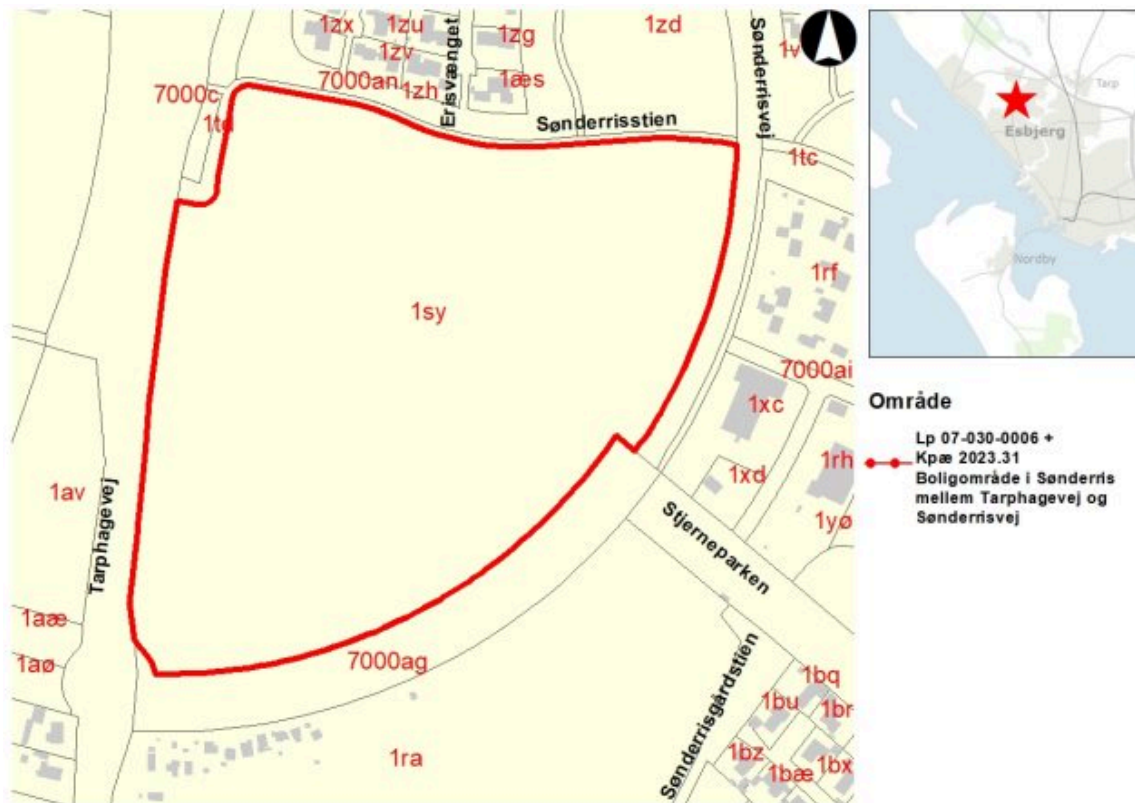 1zx
1zu
1zv
1zg
1zd
1v
7000an
1zh
Erisvænget
1æs
Sønderrisvej
7000c
1td
Sønderrisstien
1tc
1rf
1sy
7000ai
1xc
1xd
1rh
1yø
1av
Tarphagevej
Stjerneparken
1aæ
1aø
7000ag
Sønderrisgårdstien
1bq
1bu
1br
1bz
1bæ
1bx
1ra
Tarp
Esbjerg
Nordby
Område
Lp 07-030-0006 +
Kpæ 2023.31
Boligområde i Sønderris
mellem Tarphagevej og
Sønderrisvej